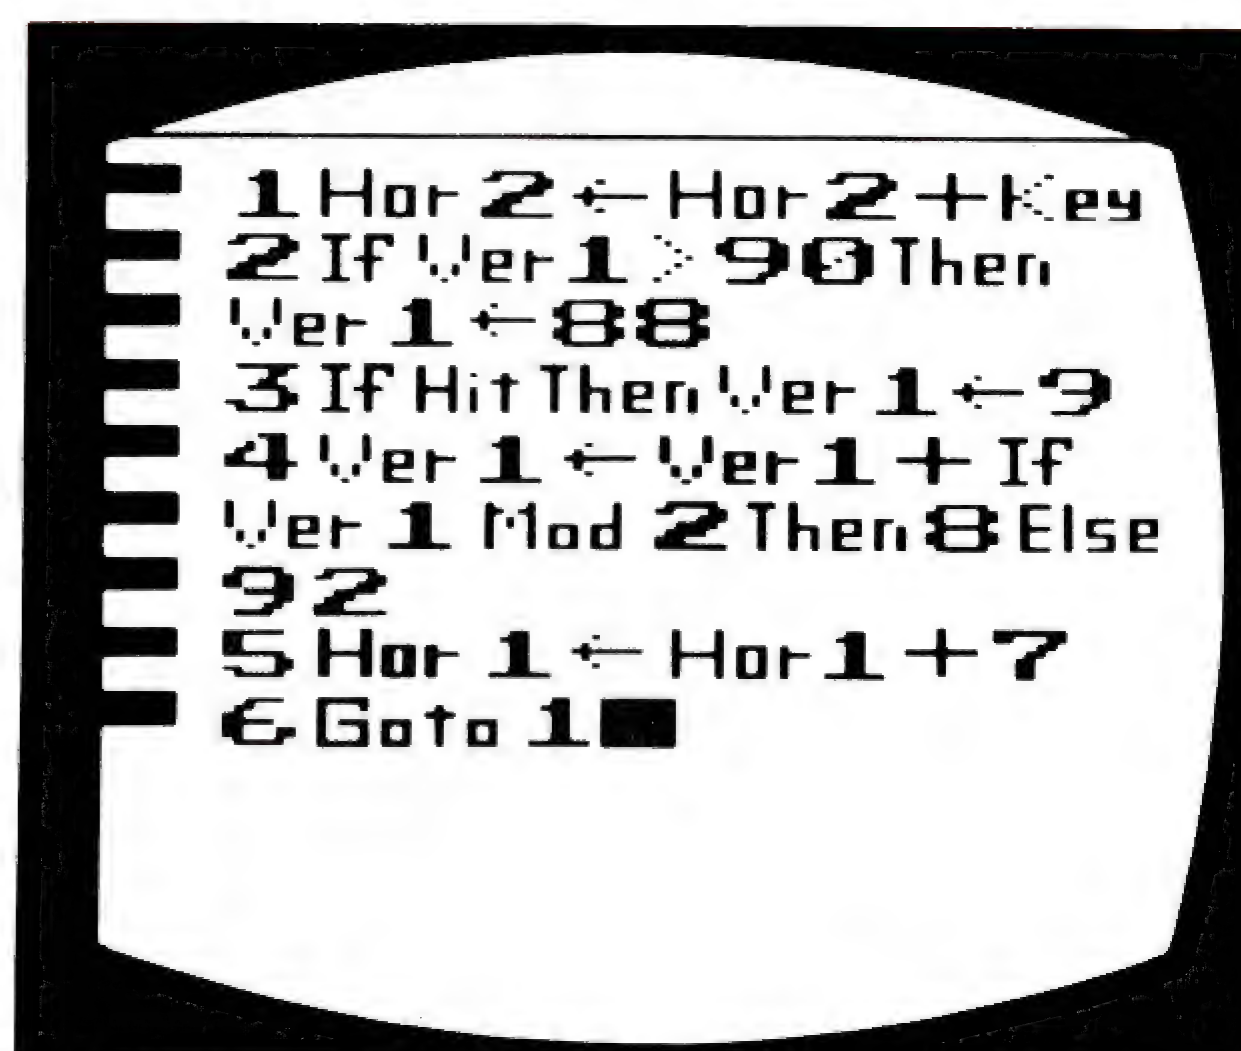 1 Hor 2 ← Hor 2 + Key
2 If Ver 1 > 90 Then
Ver 1 ← 88
3 If Hit Then Ver 1 ← 9
4 Ver 1 ← Ver 1 + If
Ver 1 Mod 2 Then 8 Else
92
5 Hor 1 ← Hor 1 + 7
6 Goto 1